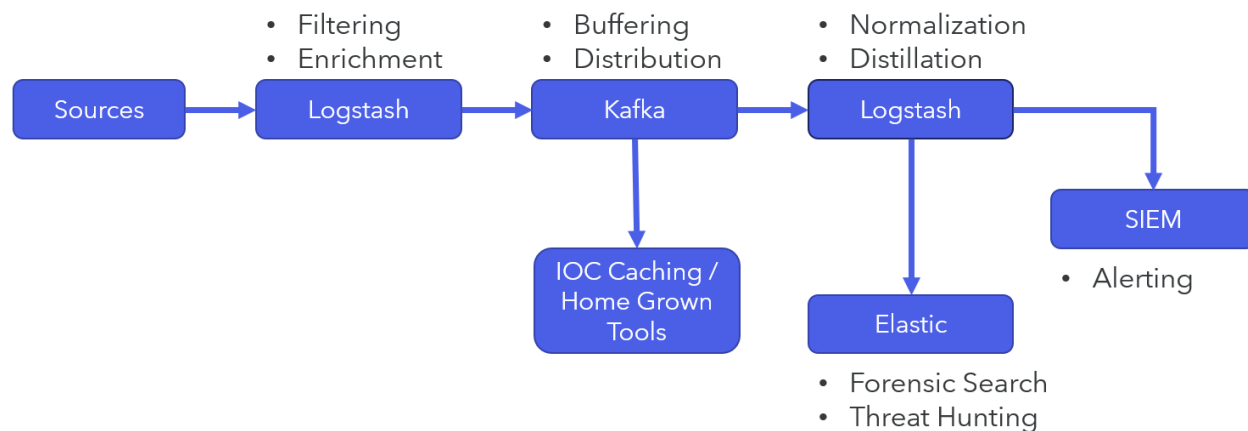 • Filtering
• Enrichment
• Buffering
• Distribution
• Normalization
• Distillation
Sources
Logstash
Kafka
Logstash
SIEM
• Alerting
IOC Caching /
Home Grown
Tools
Elastic
• Forensic Search
• Threat Hunting